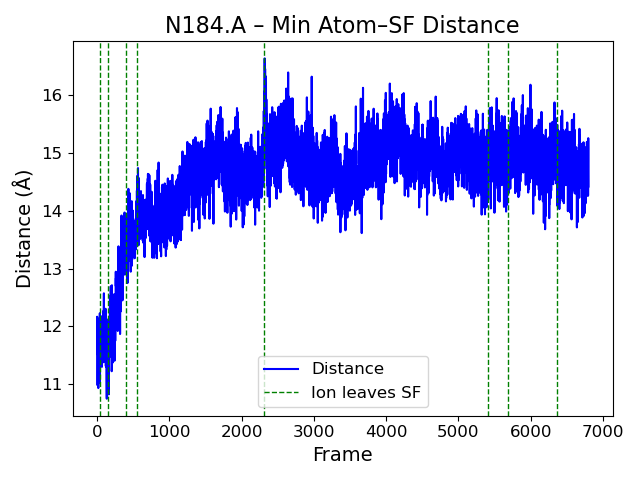 N184.A – Min Atom–SF Distance
Distance (Å)
16
15
14
13
12
11
Distance
Ion leaves SF
0 1000 2000 3000 4000 5000 6000 7000
Frame